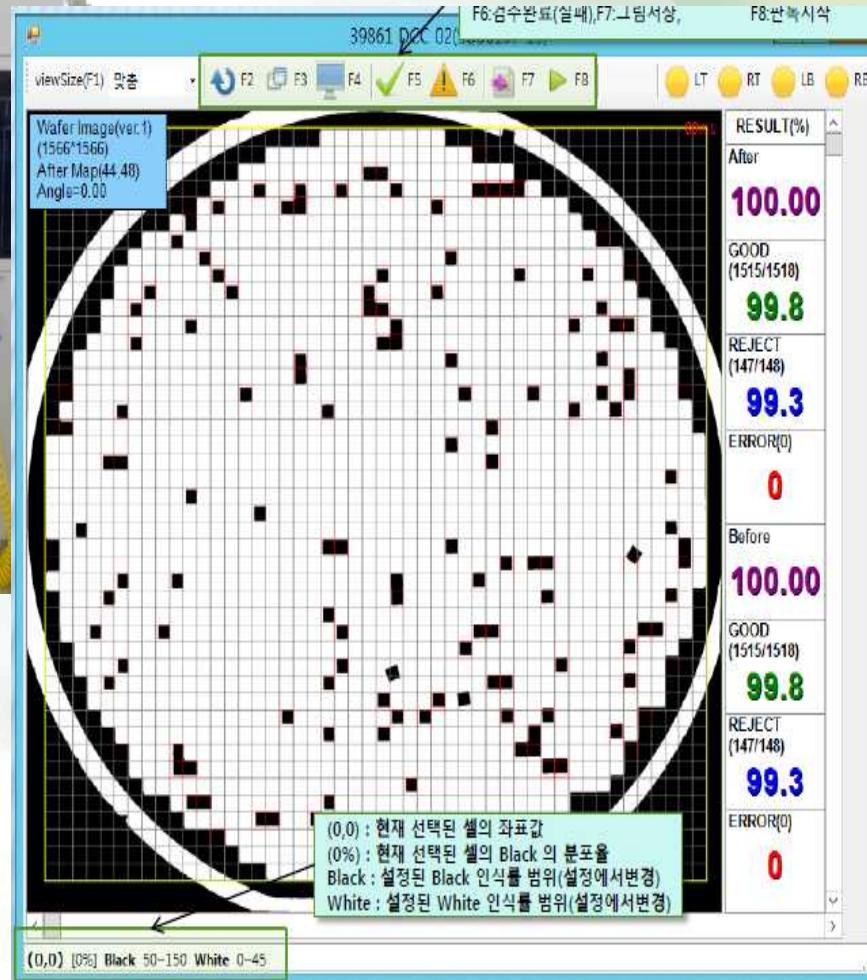 F6:검수완료(실패),F7:그림저장, F8:판독시작
39861 DCC 02
viewSize(F1) 맞춤 F2 F3 F4 F5 F6 F7 F8 LT RT LB RB
Wafer Image(ver.1)
(1566*1566)
After Map(44,48)
Angle=0.00
RESULT(%)
After
100.00
GOOD
(1515/1518)
99.8
REJECT
(147/148)
99.3
ERROR(0)
0
Before
100.00
GOOD
(1515/1518)
99.8
REJECT
(147/148)
99.3
ERROR(0)
0
(0,0) : 현재 선택된 셀의 좌표값
(0%) : 현재 선택된 셀의 Black 의 분포율
Black : 설정된 Black 인식률 범위(설정에서변경)
White : 설정된 White 인식률 범위(설정에서변경)
(0,0) [0%] Black 50-150 White 0-45